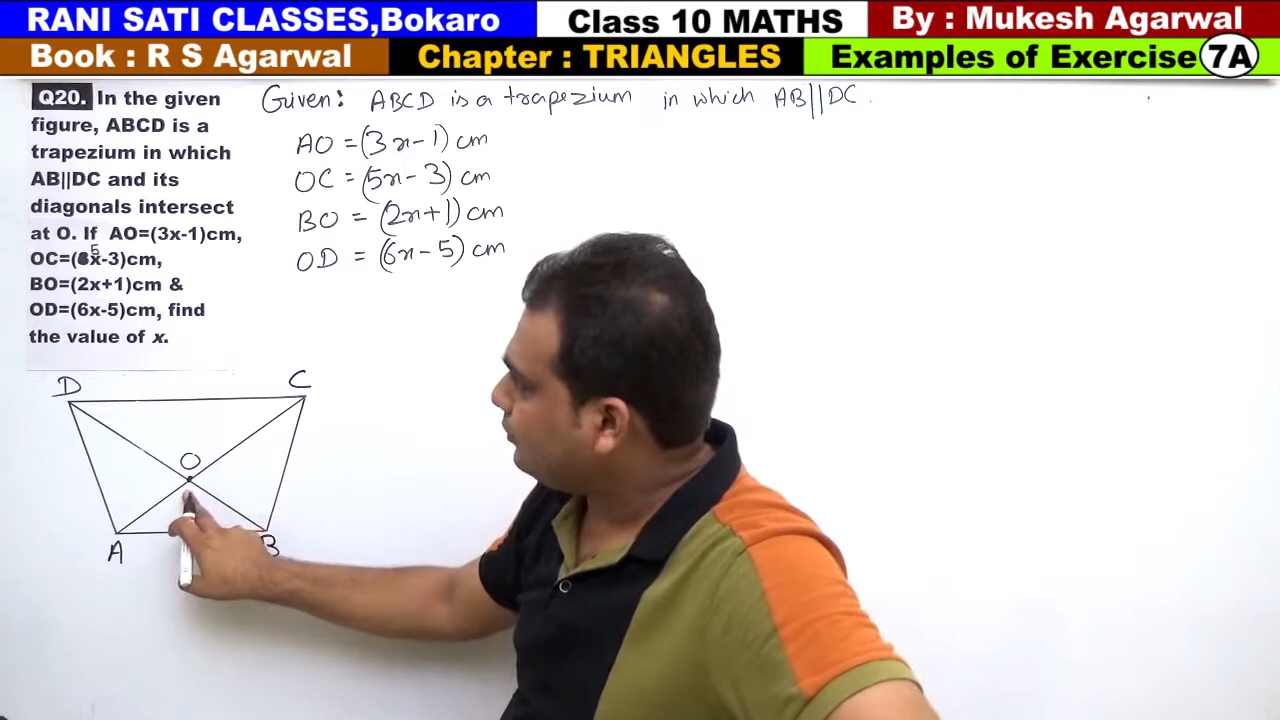 RANI SATI CLASSES,Bokaro
Class 10 MATHS
By : Mukesh Agarwal
Book : R S Agarwal
Chapter : TRIANGLES
Examples of Exercise 7A
Q20. In the given
figure, ABCD is a
trapezium in which
AB||DC and its
diagonals intersect
at O. If AO=(3x-1)cm,
OC=(5x-3)cm,
BO=(2x+1)cm &
OD=(6x-5)cm, find
the value of x.
Given: ABCD is a trapezium in which AB||DC.
AO = (3x-1) cm
OC = (5x-3) cm
BO = (2x+1) cm
OD = (6x-5) cm
D
C
O
A
B